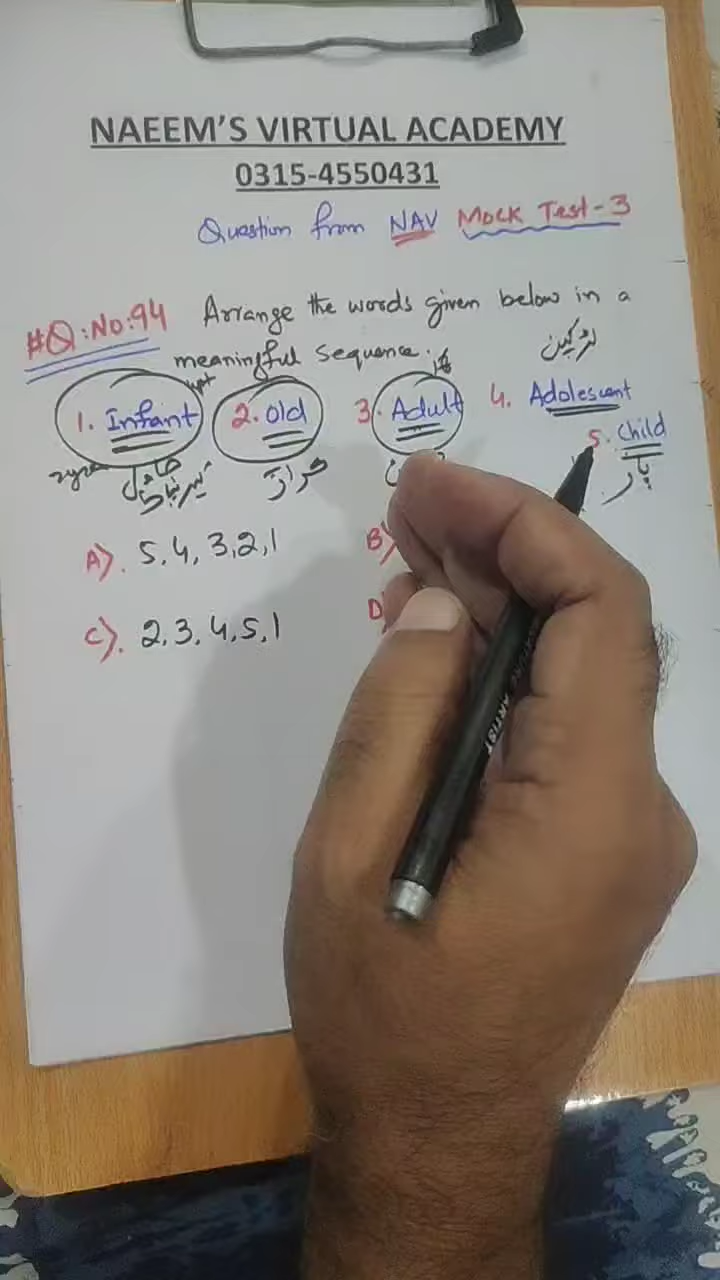 NAEEM'S VIRTUAL ACADEMY
0315-4550431
Question from NAV Mock Test-3
#Q:No:94 Arrange the words given below in a
meaningful sequence.
لڑکپن
1. Infant 2. Old 3. Adult 4. Adolescent
5. Child
A). 5,4,3,2,1 B)
C). 2,3,4,5,1 D